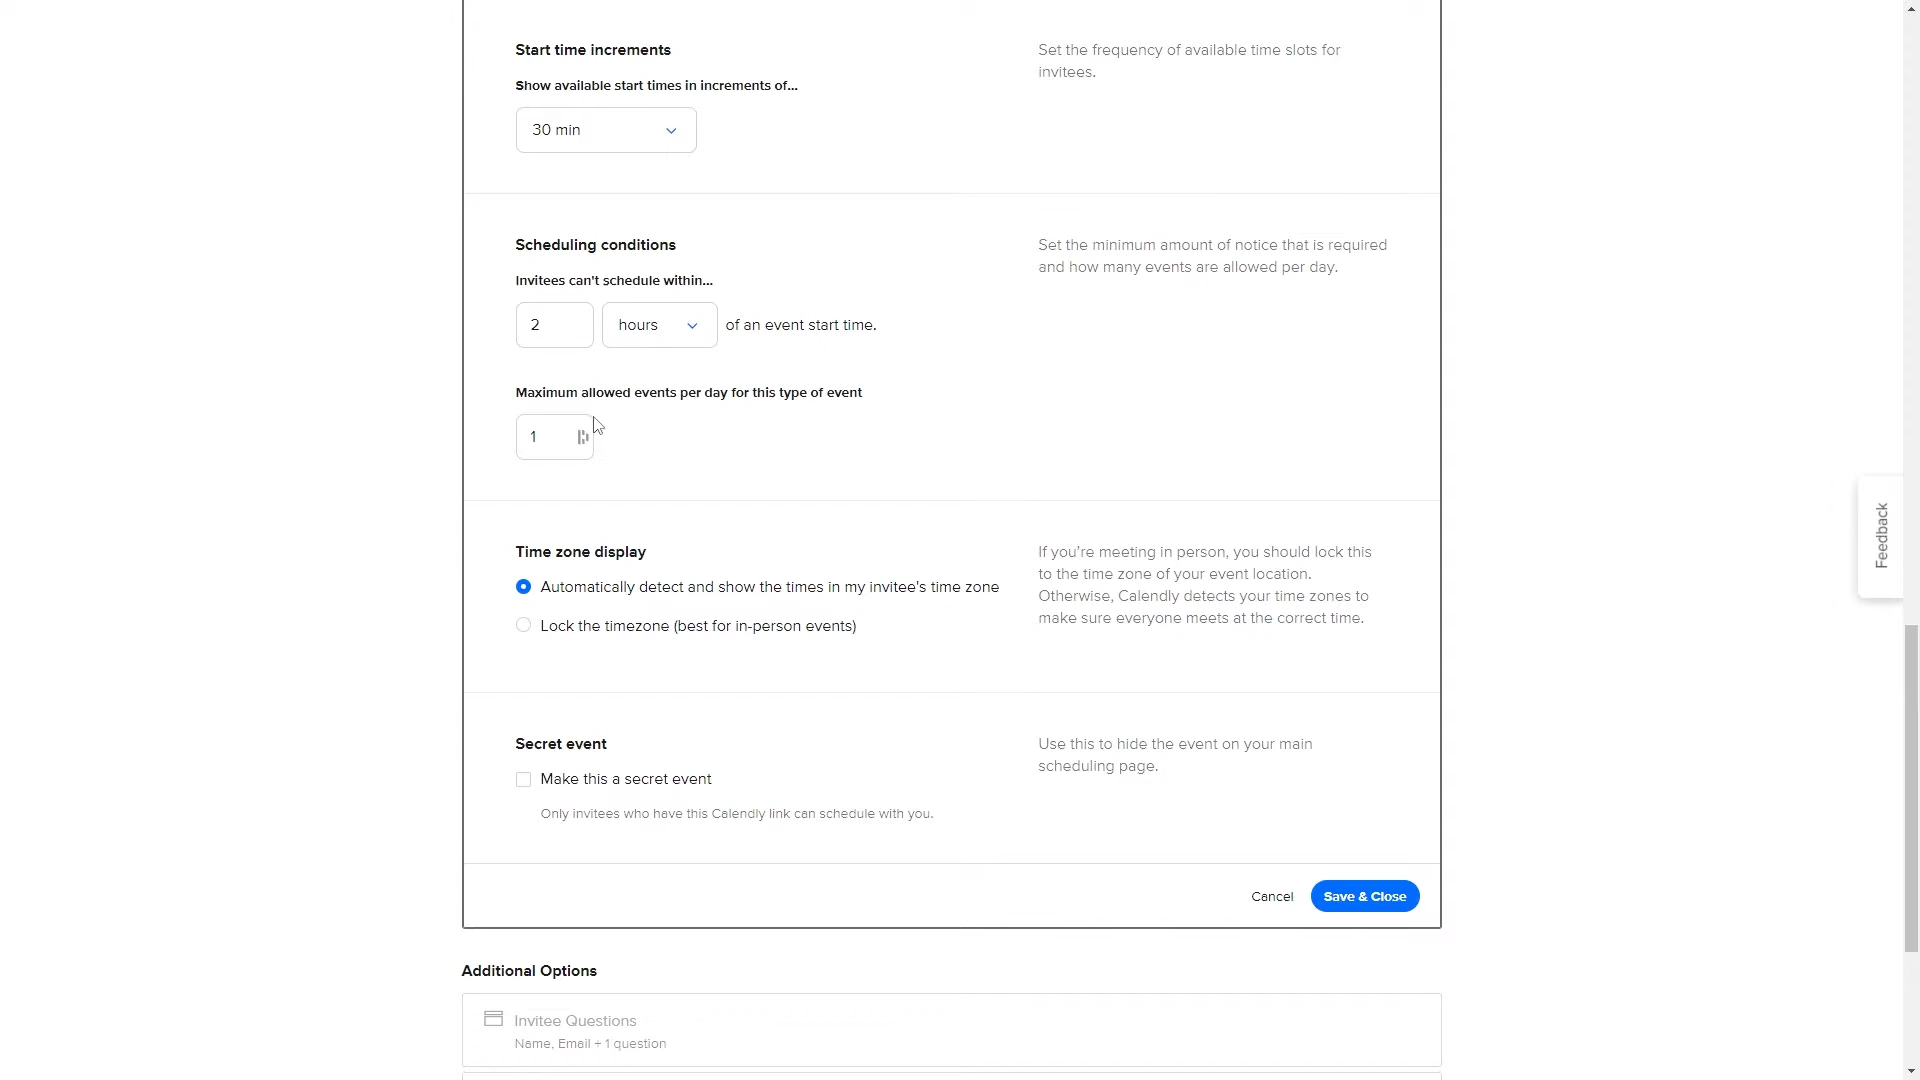 Start time increments
Set the frequency of available time slots for
invitees.
Show available start times in increments of...
30 min
Scheduling conditions
Set the minimum amount of notice that is required
and how many events are allowed per day.
Invitees can't schedule within...
2
hours
of an event start time.
Maximum allowed events per day for this type of event
1
Time zone display
If you’re meeting in person, you should lock this
to the time zone of your event location.
Otherwise, Calendly detects your time zones to
make sure everyone meets at the correct time.
Automatically detect and show the times in my invitee's time zone
Lock the timezone (best for in-person events)
Secret event
Use this to hide the event on your main
scheduling page.
Make this a secret event
Only invitees who have this Calendly link can schedule with you.
Cancel
Save & Close
Feedback
Additional Options
Invitee Questions
Name, Email + 1 question